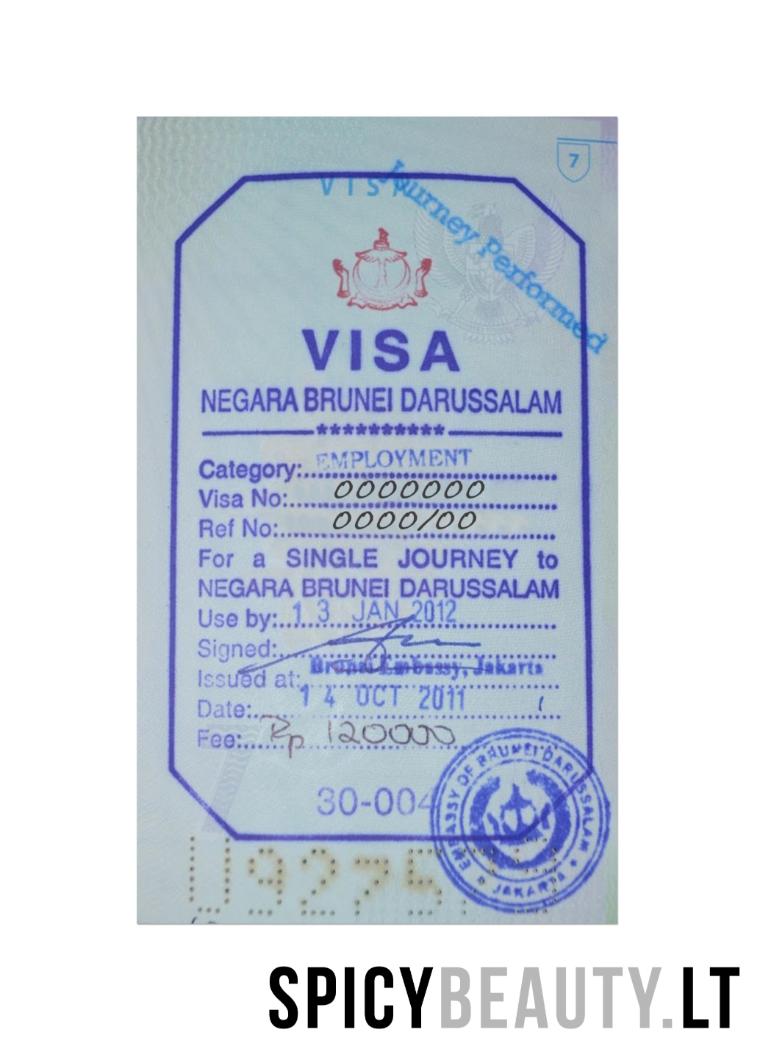 7
VISA
Journey Performed
VISA
NEGARA BRUNEI DARUSSALAM
**********
Category: EMPLOYMENT
Visa No: 0000000
Ref No: 0000/00
For a SINGLE JOURNEY to
NEGARA BRUNEI DARUSSALAM
Use by: 13 JAN 2012
Signed:
Issued at: Brunei Embassy, Jakarta
Date: 14 OCT 2011
Fee: Rp 120000
30-004
EMBASSY OF BRUNEI DARUSSALAM
* JAKARTA *
U9275
SPICYBEAUTY.LT